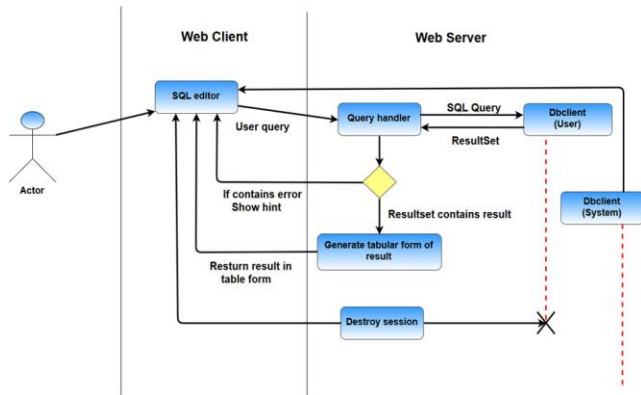 Web Client
Web Server
SQL editor
User query
Query handler
SQL Query
ResultSet
Dbclient
(User)
Actor
If contains error
Show hint
Resultset contains result
Dbclient
(System)
Generate tabular form of
result
Resturn result in
table form
Destroy session